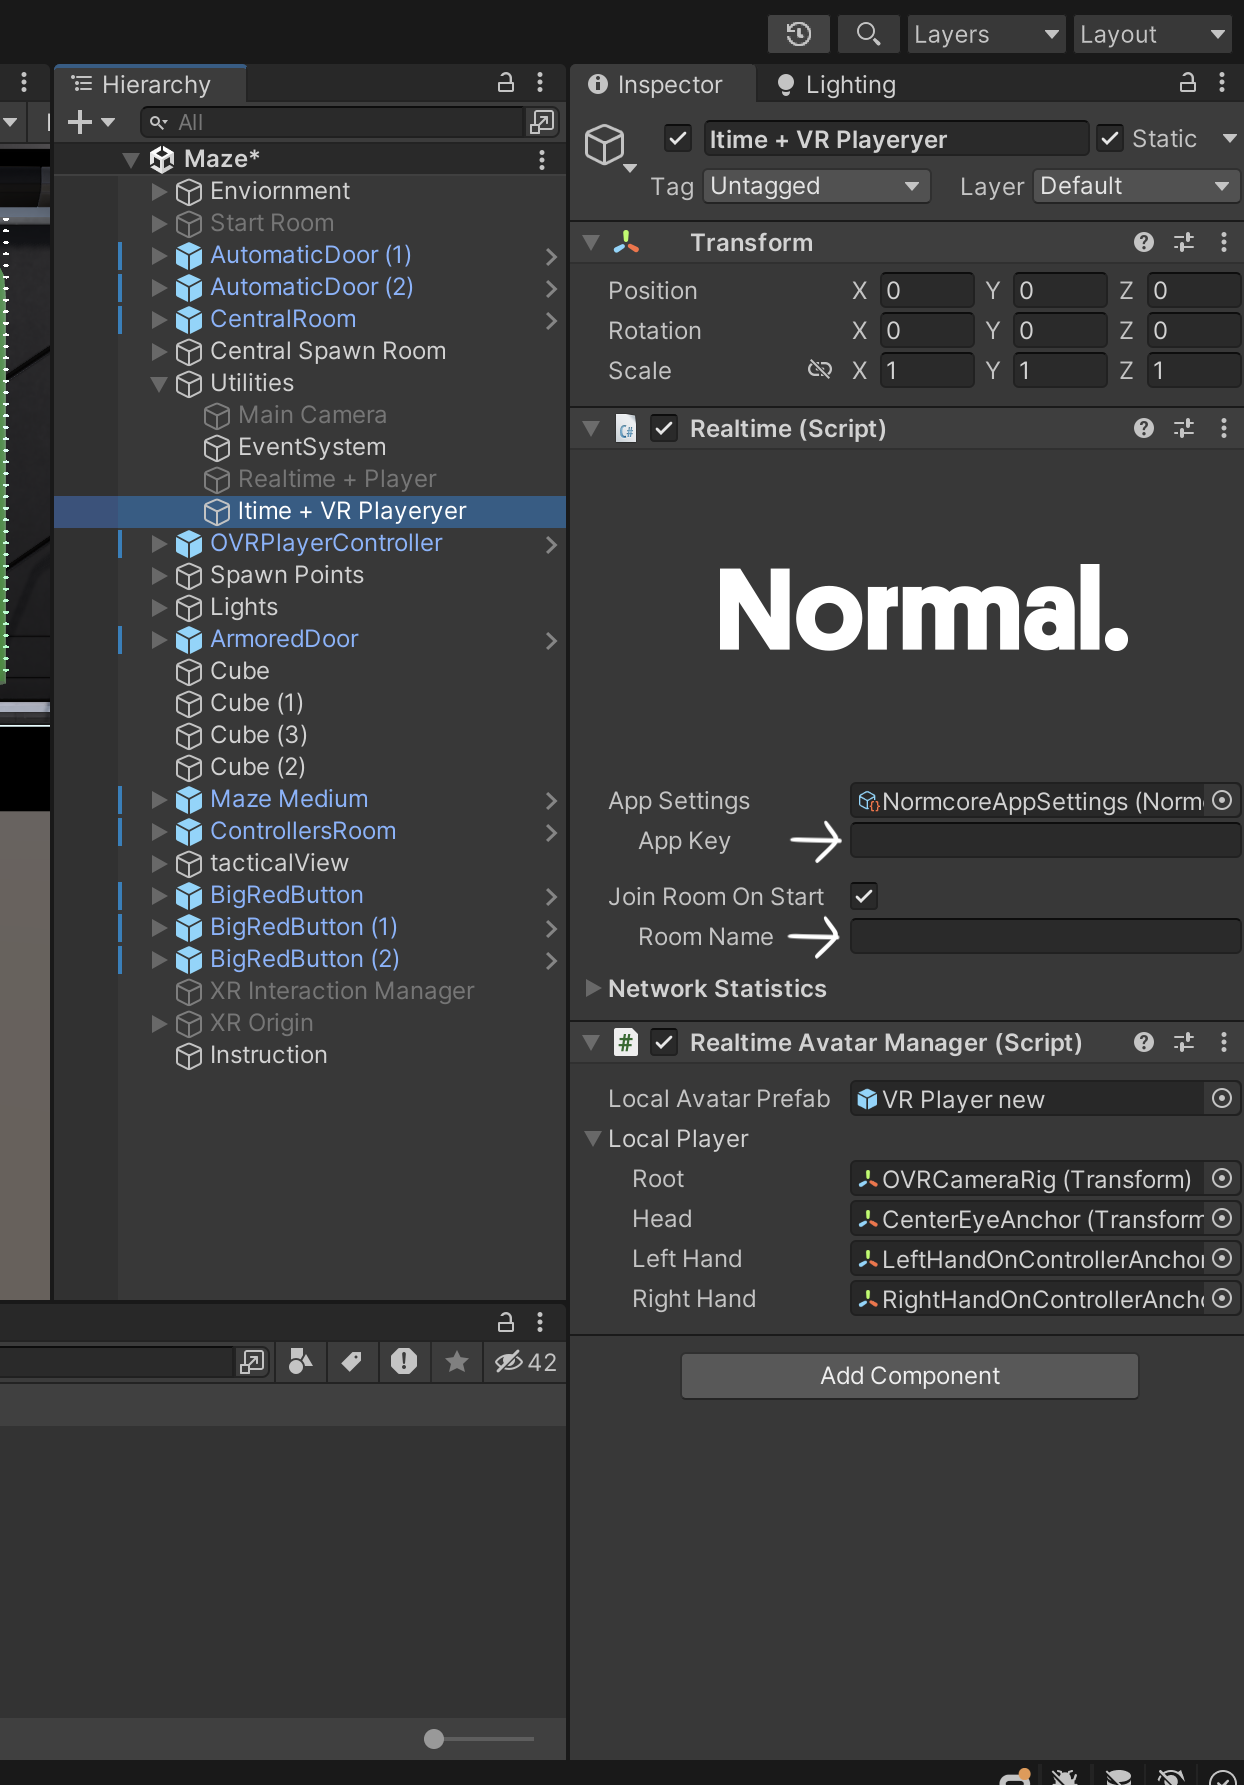 Layers
Layout
Hierarchy
All
Maze*
Enviornment
Start Room
AutomaticDoor (1)
AutomaticDoor (2)
CentralRoom
Central Spawn Room
Utilities
Main Camera
EventSystem
Realtime + Player
ltime + VR Playeryer
OVRPlayerController
Spawn Points
Lights
ArmoredDoor
Cube
Cube (1)
Cube (3)
Cube (2)
Maze Medium
ControllersRoom
tacticalView
BigRedButton
BigRedButton (1)
BigRedButton (2)
XR Interaction Manager
XR Origin
Instruction
42
Inspector
Lighting
ltime + VR Playeryer
Static
Tag Untagged Layer Default
Transform
Position X 0 Y 0 Z 0
Rotation X 0 Y 0 Z 0
Scale X 1 Y 1 Z 1
C#
Realtime (Script)
Normal.
App Settings NormcoreAppSettings (Norm
App Key
Join Room On Start
Room Name
Network Statistics
#
Realtime Avatar Manager (Script)
Local Avatar Prefab VR Player new
Local Player
Root OVRCameraRig (Transform)
Head CenterEyeAnchor (Transform
Left Hand LeftHandOnControllerAnchor
Right Hand RightHandOnControllerAncho
Add Component